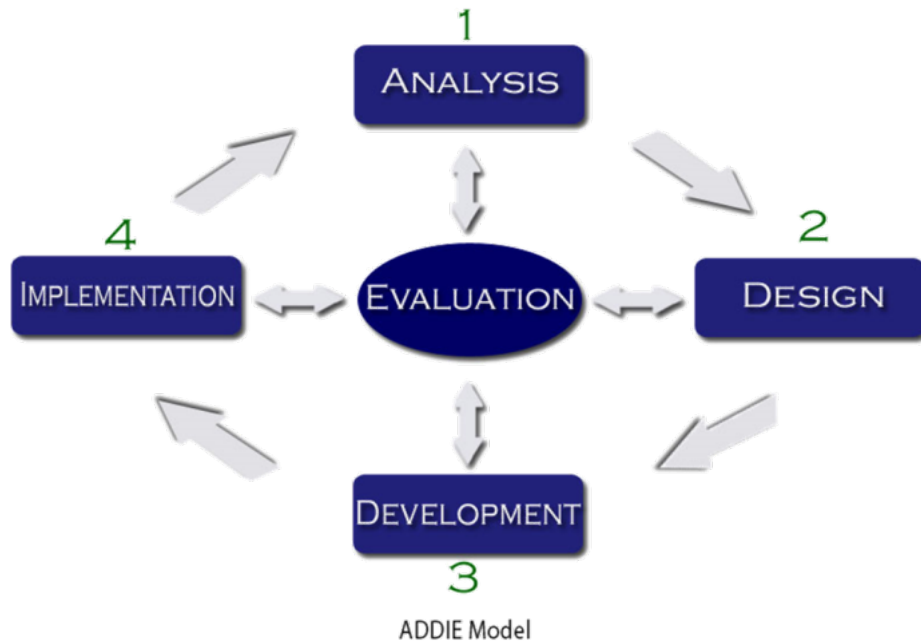 1
ANALYSIS
2
DESIGN
4
IMPLEMENTATION
EVALUATION
DEVELOPMENT
3
ADDIE Model